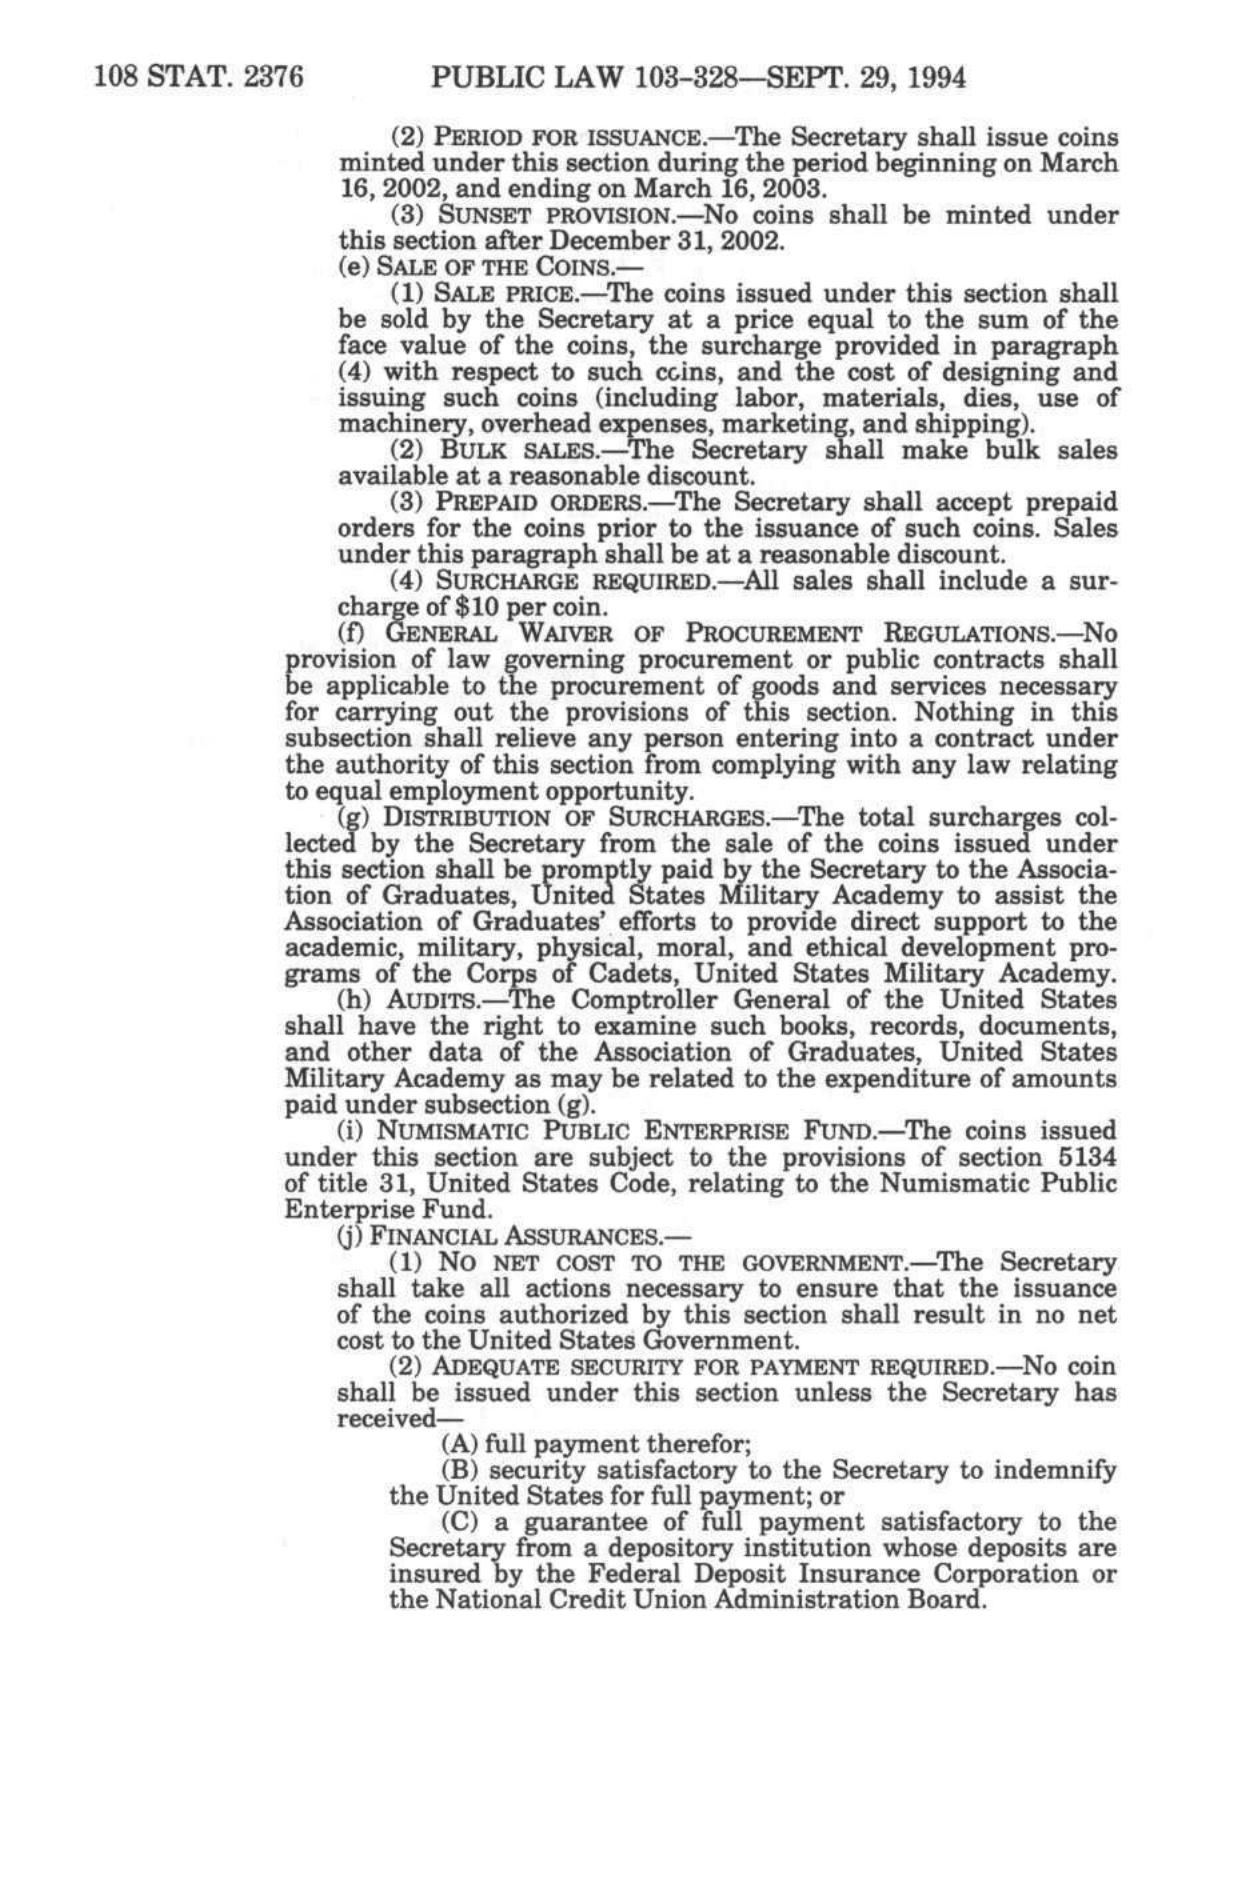 108 STAT. 2376 PUBLIC LAW 103-328—SEPT. 29, 1994
(2) PERIOD FOR ISSUANCE.—The Secretary shall issue coins
minted under this section during the period beginning on March
16, 2002, and ending on March 16, 2003.
(3) SUNSET PROVISION.—No coins shall be minted under
this section after December 31, 2002.
(e) SALE OF THE COINS.—
(1) SALE PRICE.—The coins issued under this section shall
be sold by the Secretary at a price equal to the sum of the
face value of the coins, the surcharge provided in paragraph
(4) with respect to such coins, and the cost of designing and
issuing such coins (including labor, materials, dies, use of
machinery, overhead expenses, marketing, and shipping).
(2) BULK SALES.—The Secretary shall make bulk sales
available at a reasonable discount.
(3) PREPAID ORDERS.—The Secretary shall accept prepaid
orders for the coins prior to the issuance of such coins. Sales
under this paragraph shall be at a reasonable discount.
(4) SURCHARGE REQUIRED.—All sales shall include a sur-
charge of $10 per coin.
(f) GENERAL WAIVER OF PROCUREMENT REGULATIONS.—No
provision of law governing procurement or public contracts shall
be applicable to the procurement of goods and services necessary
for carrying out the provisions of this section. Nothing in this
subsection shall relieve any person entering into a contract under
the authority of this section from complying with any law relating
to equal employment opportunity.
(g) DISTRIBUTION OF SURCHARGES.—The total surcharges col-
lected by the Secretary from the sale of the coins issued under
this section shall be promptly paid by the Secretary to the Associa-
tion of Graduates, United States Military Academy to assist the
Association of Graduates' efforts to provide direct support to the
academic, military, physical, moral, and ethical development pro-
grams of the Corps of Cadets, United States Military Academy.
(h) AUDITS.—The Comptroller General of the United States
shall have the right to examine such books, records, documents,
and other data of the Association of Graduates, United States
Military Academy as may be related to the expenditure of amounts
paid under subsection (g).
(i) NUMISMATIC PUBLIC ENTERPRISE FUND.—The coins issued
under this section are subject to the provisions of section 5134
of title 31, United States Code, relating to the Numismatic Public
Enterprise Fund.
(j) FINANCIAL ASSURANCES.—
(1) NO NET COST TO THE GOVERNMENT.—The Secretary
shall take all actions necessary to ensure that the issuance
of the coins authorized by this section shall result in no net
cost to the United States Government.
(2) ADEQUATE SECURITY FOR PAYMENT REQUIRED.—No coin
shall be issued under this section unless the Secretary has
received—
(A) full payment therefor;
(B) security satisfactory to the Secretary to indemnify
the United States for full payment; or
(C) a guarantee of full payment satisfactory to the
Secretary from a depository institution whose deposits are
insured by the Federal Deposit Insurance Corporation or
the National Credit Union Administration Board.